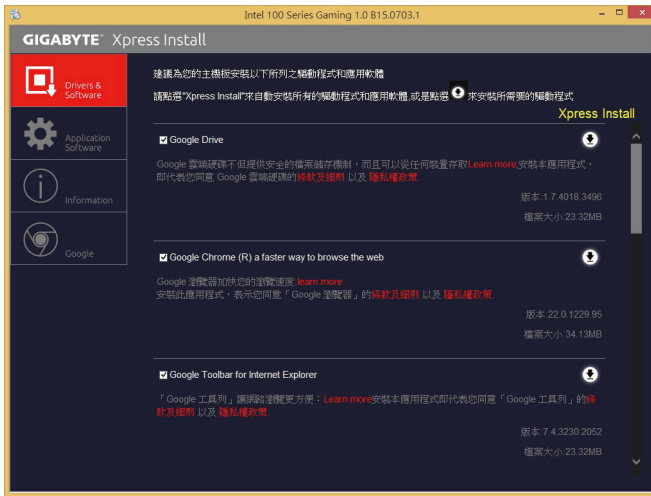 Intel 100 Series Gaming 1.0 B15.0703.1
GIGABYTE™ Xpress Install
Drivers &
Software
Application
Software
Information
Google
建議為您的主機板安裝以下所列之驅動程式和應用軟體
請點選"Xpress Install"來自動安裝所有的驅動程式和應用軟體,或是點選 來安裝所需要的驅動程式
Xpress Install
Google Drive
Google 雲端硬碟不但提供安全的檔案儲存機制，而且可以從任何裝置存取Learn more.安裝本應用程式，
即代表您同意 Google 雲端硬碟的條款及細則 以及 隱私權政策.
版本:1.7.4018.3496
檔案大小:23.32MB
Google Chrome (R) a faster way to browse the web
Google 瀏覽器加快您的瀏覽速度:learn more
安裝此應用程式，表示您同意「Google 瀏覽器」的條款及細則 以及 隱私權政策.
版本:22.0.1229.95
檔案大小:34.13MB
Google Toolbar for Internet Explorer
「Google 工具列」讓網路瀏覽更方便：Learn more安裝本應用程式即代表您同意「Google 工具列」的條
款及細則 以及 隱私權政策.
版本:7.4.3230.2052
檔案大小:23.32MB